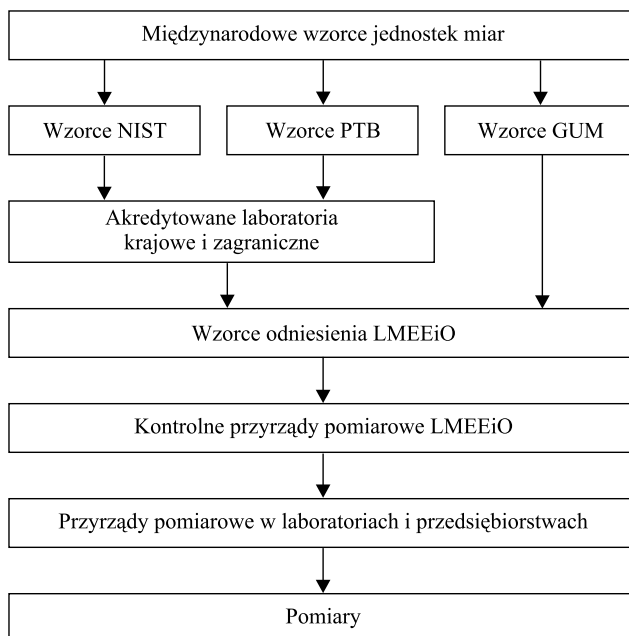 Międzynarodowe wzorce jednostek miar
Wzorce NIST
Wzorce PTB
Wzorce GUM
Akredytowane laboratoria
krajowe i zagraniczne
Wzorce odniesienia LMEEiO
Kontrolne przyrządy pomiarowe LMEEiO
Przyrządy pomiarowe w laboratoriach i przedsiębiorstwach
Pomiary